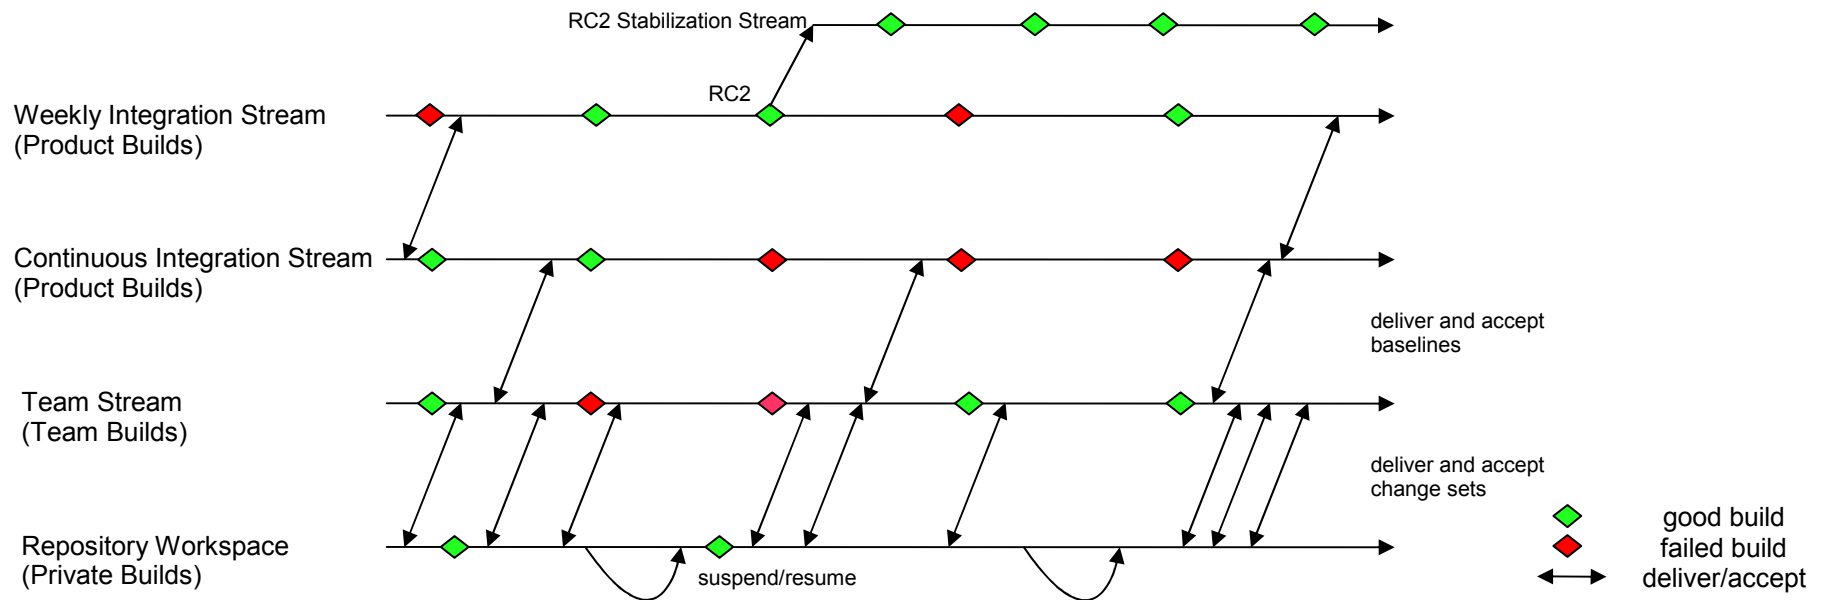 RC2 Stabilization Stream
RC2
Weekly Integration Stream
(Product Builds)
Continuous Integration Stream
(Product Builds)
deliver and accept
baselines
Team Stream
(Team Builds)
deliver and accept
change sets
good build
Repository Workspace
failed build
(Private Builds)
suspend/resume
deliver/accept